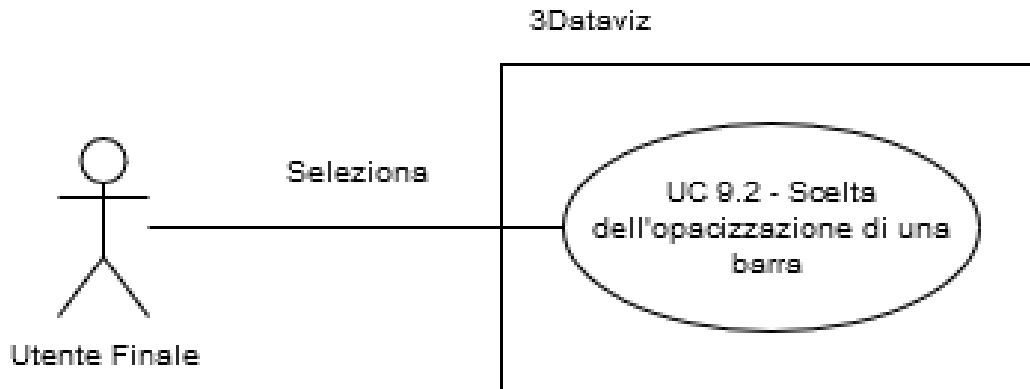 3Dataviz
Seleziona
UC 9.2 - Scelta
dell'opacizzazione di una
barra
Utente Finale